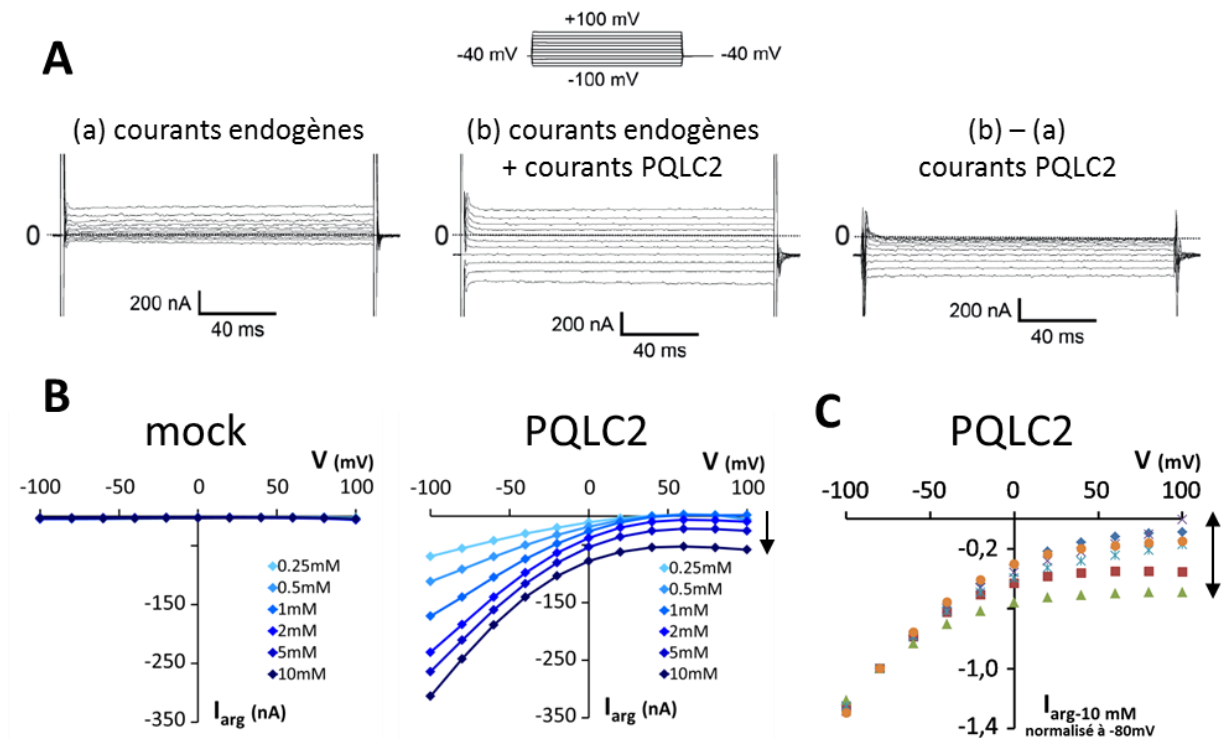 A
+100 mV
-40 mV
-40 mV
-100 mV
(a) courants endogènes
(b) courants endogènes
+ courants PQLC2
(b) – (a)
courants PQLC2
0
200 nA
40 ms
0
200 nA
40 ms
0
200 nA
40 ms
B
mock
V (mV)
-100 -50 0 50 100
0.25mM
0.5mM
1mM
2mM
5mM
10mM
-150
-250
-350
Iarg (nA)
PQLC2
V (mV)
-100 -50 0 50 100
0.25mM
0.5mM
1mM
2mM
5mM
10mM
-150
-250
-350
Iarg (nA)
C
PQLC2
V (mV)
-100 -50 0 50 100
-0,2
-1,0
-1,4
Iarg-10 mM
normalisé à -80mV